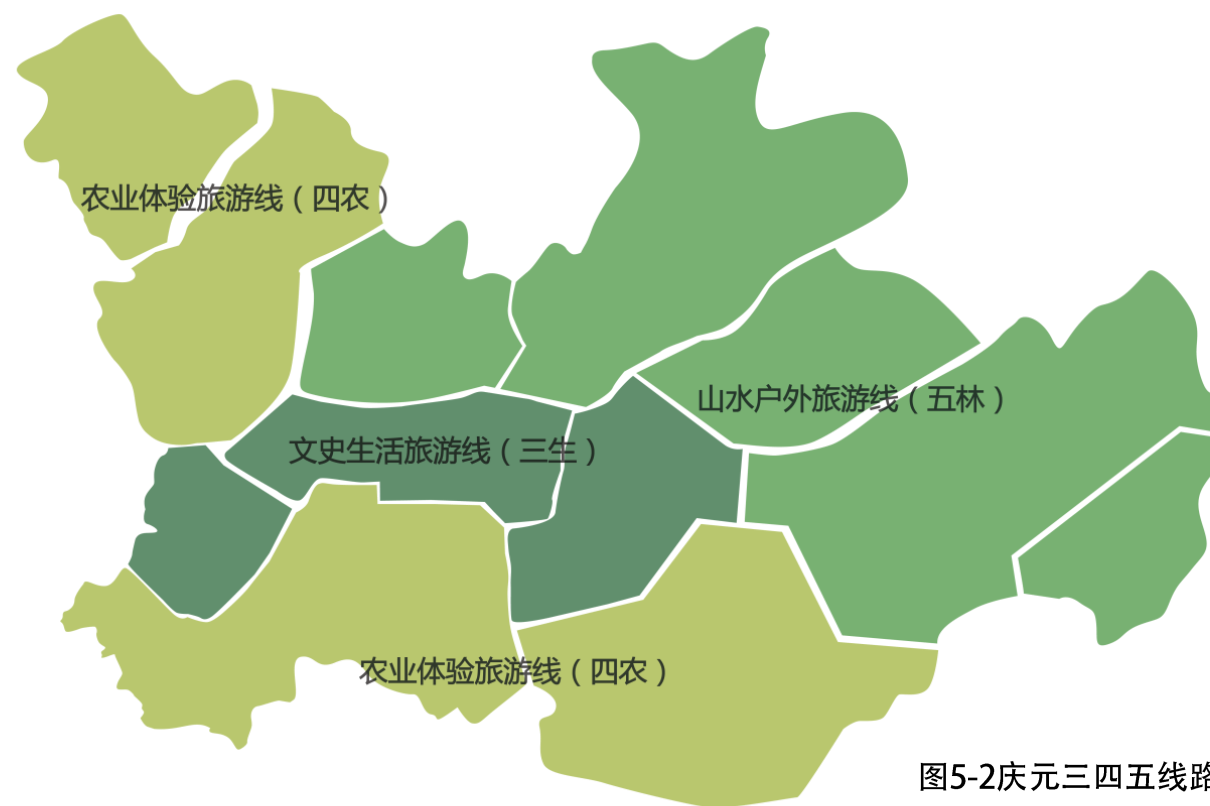 农业体验旅游线（四农）
山水户外旅游线（五林）
文史生活旅游线（三生）
农业体验旅游线（四农）
图5-2庆元三四五线路